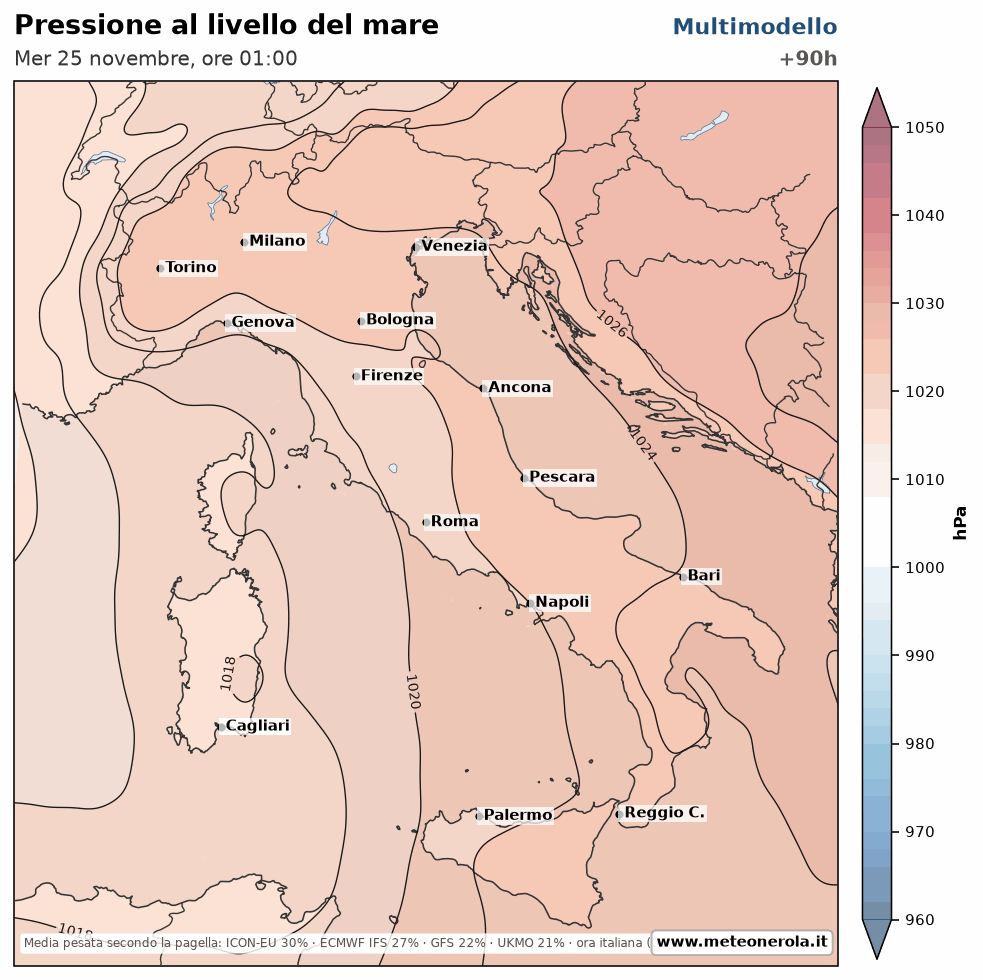 Pressione al livello del mare
Multimodello
Mer 25 novembre, ore 01:00
+90h
1050
1040
1030
1020
1010
1000
990
980
970
960
hPa
Milano
Venezia
Torino
Genova
Bologna
1026
Firenze
Ancona
1024
Pescara
Roma
Bari
Napoli
1018
1020
Cagliari
Palermo
Reggio C.
1018
Media pesata secondo la pagella: ICON-EU 30% · ECMWF IFS 27% · GFS 22% · UKMO 21% · ora italiana (
www.meteonerola.it